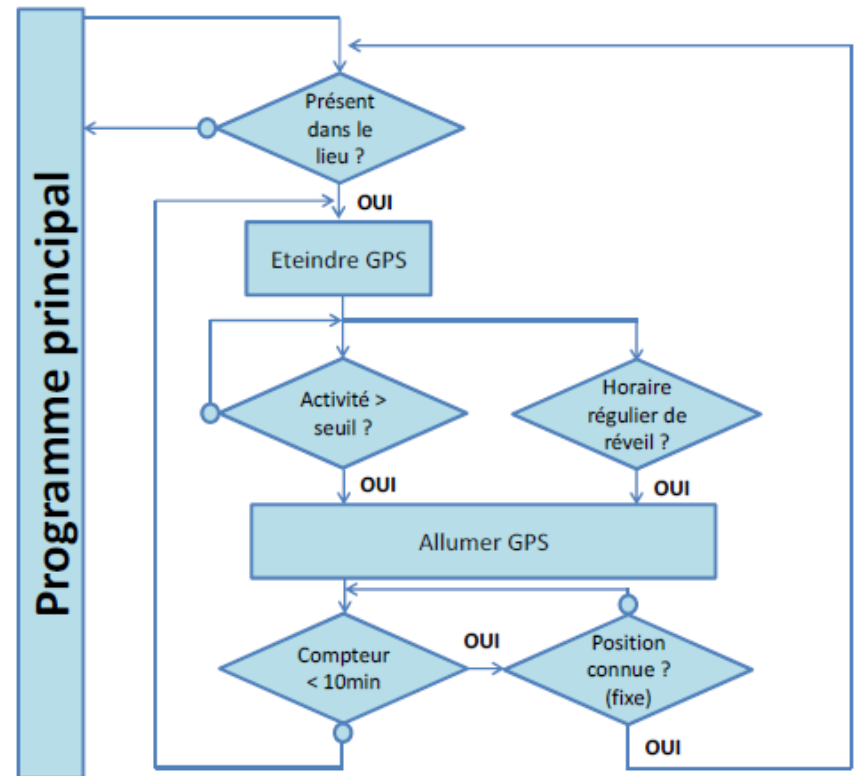 Programme principal
Présent
dans le
lieu ?
OUI
Eteindre GPS
Activité >
seuil ?
Horaire
régulier de
réveil ?
OUI
OUI
Allumer GPS
Compteur
< 10min
OUI
Position
connue ?
(fixe)
OUI